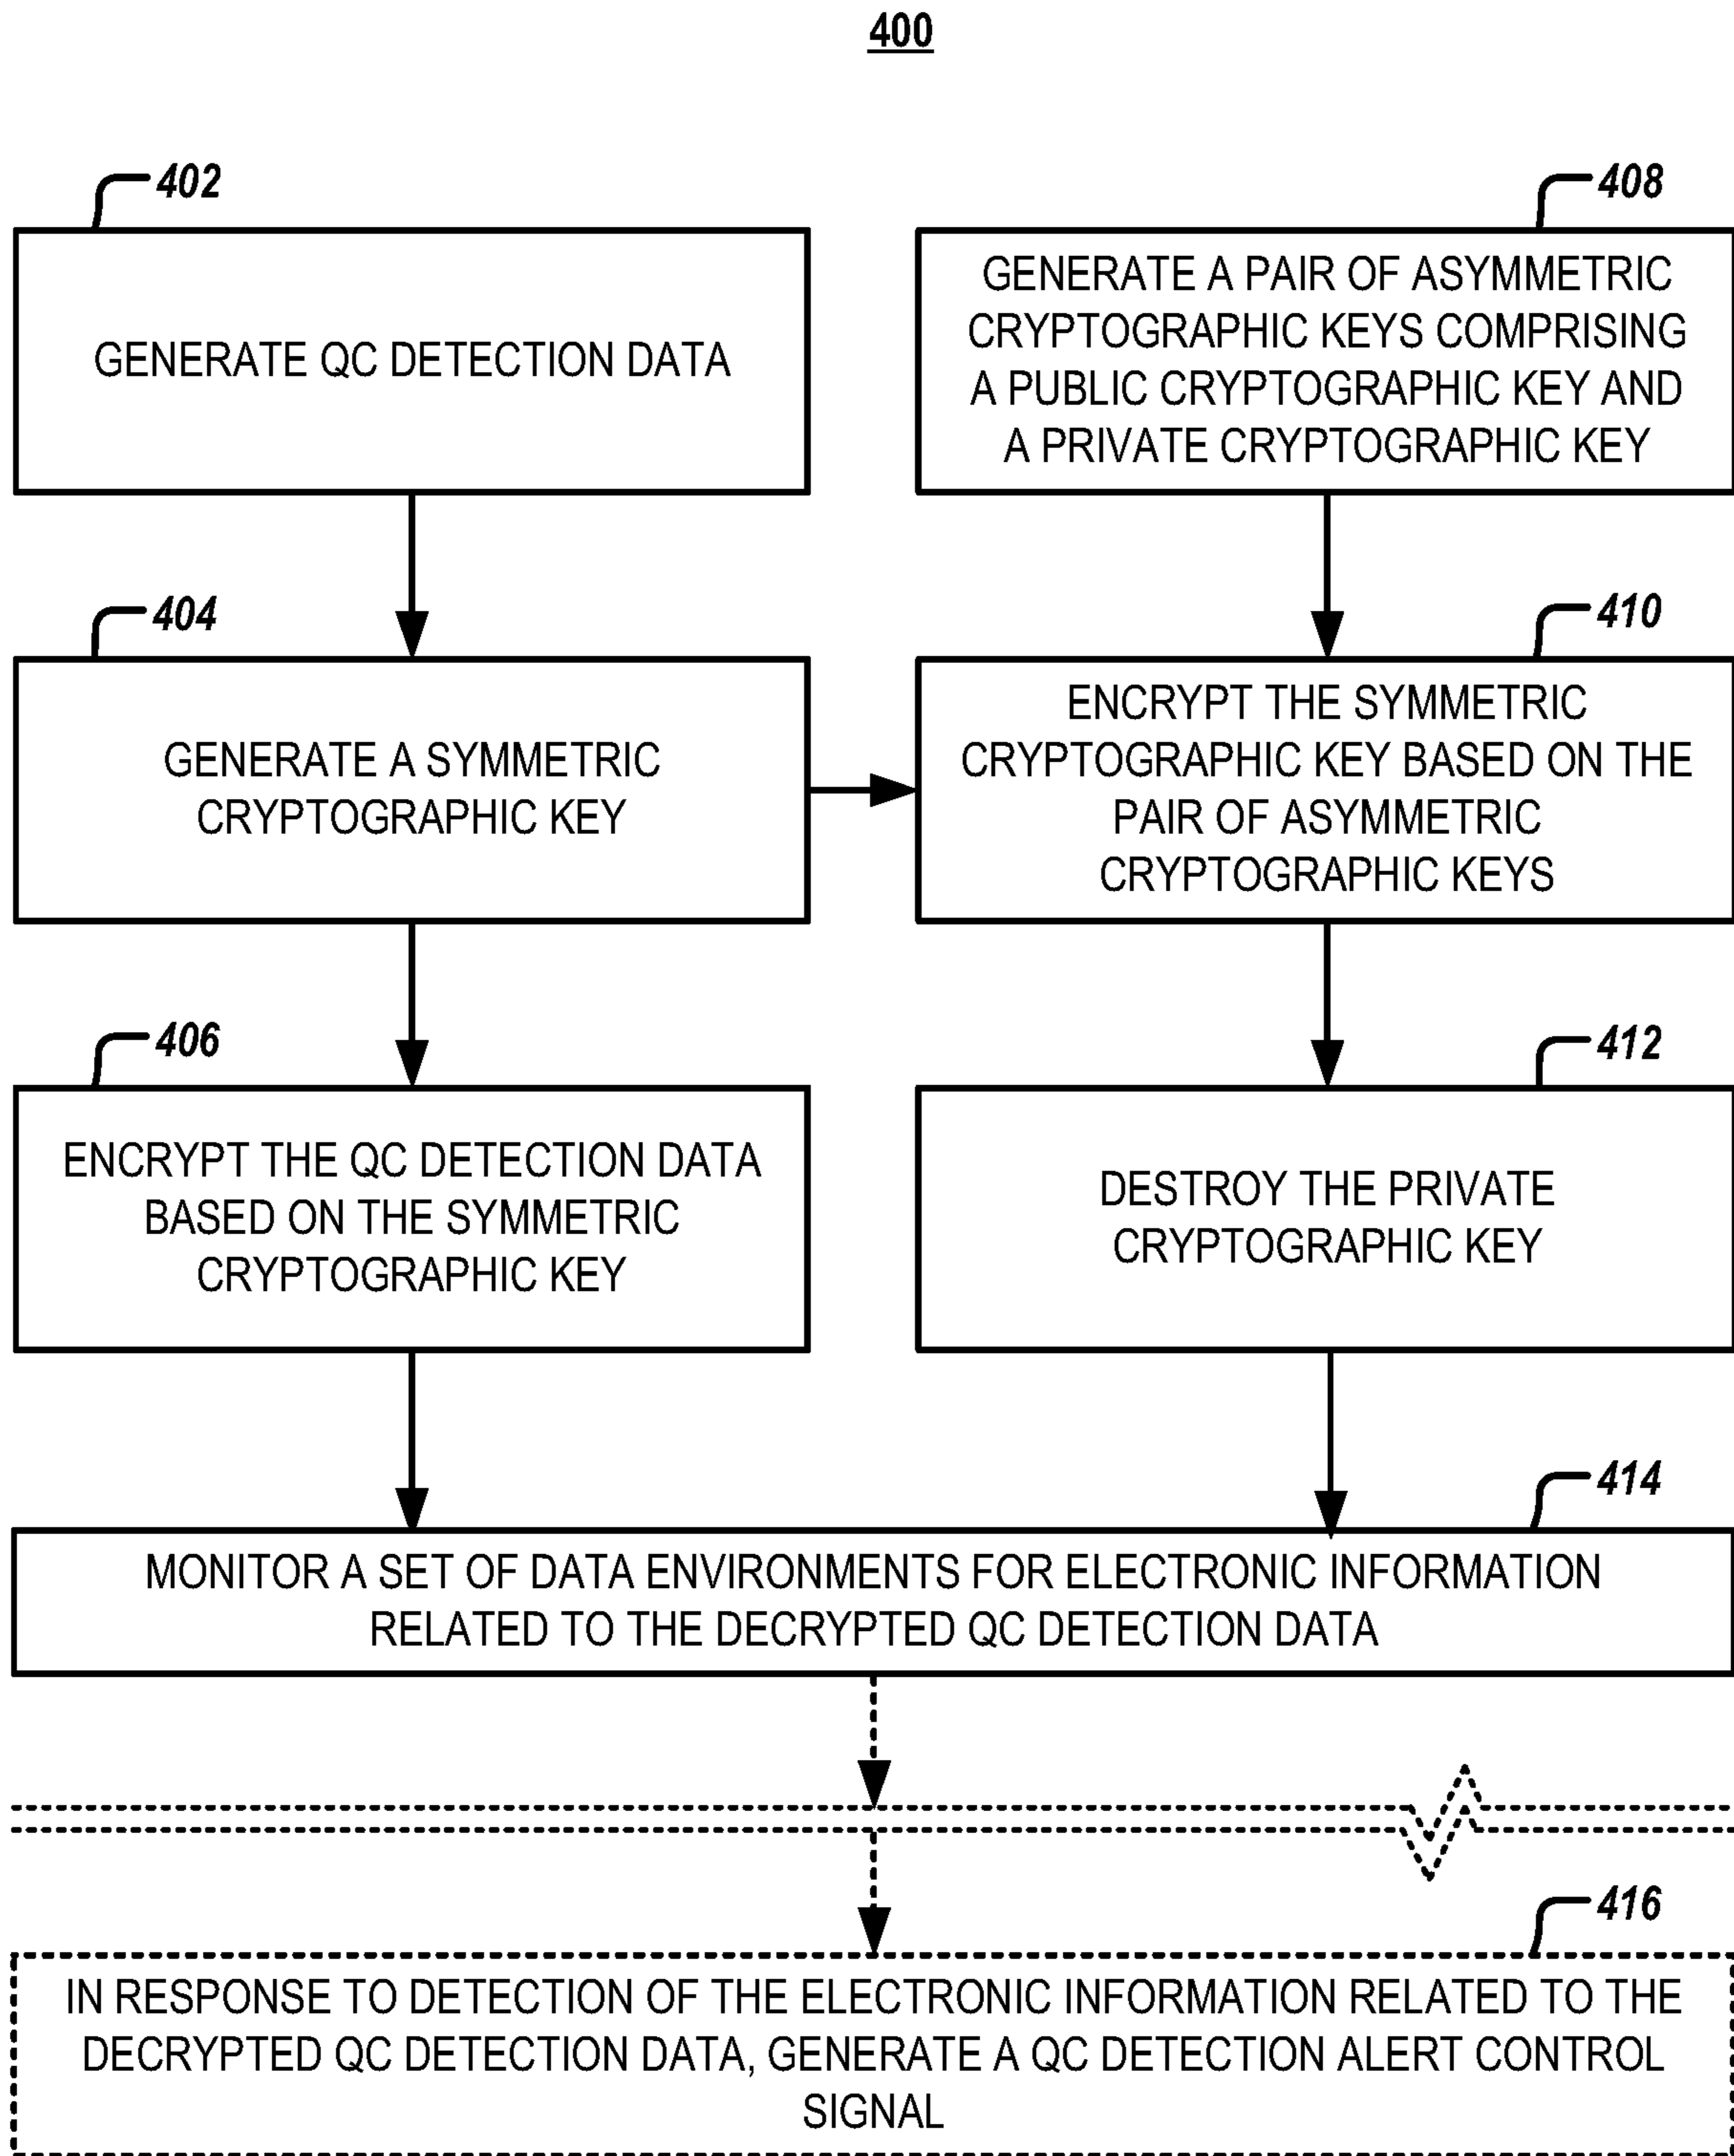 400
402
GENERATE QC DETECTION DATA
408
GENERATE A PAIR OF ASYMMETRIC
CRYPTOGRAPHIC KEYS COMPRISING
A PUBLIC CRYPTOGRAPHIC KEY AND
A PRIVATE CRYPTOGRAPHIC KEY
404
GENERATE A SYMMETRIC
CRYPTOGRAPHIC KEY
410
ENCRYPT THE SYMMETRIC
CRYPTOGRAPHIC KEY BASED ON THE
PAIR OF ASYMMETRIC
CRYPTOGRAPHIC KEYS
406
ENCRYPT THE QC DETECTION DATA
BASED ON THE SYMMETRIC
CRYPTOGRAPHIC KEY
412
DESTROY THE PRIVATE
CRYPTOGRAPHIC KEY
414
MONITOR A SET OF DATA ENVIRONMENTS FOR ELECTRONIC INFORMATION
RELATED TO THE DECRYPTED QC DETECTION DATA
416
IN RESPONSE TO DETECTION OF THE ELECTRONIC INFORMATION RELATED TO THE
DECRYPTED QC DETECTION DATA, GENERATE A QC DETECTION ALERT CONTROL
SIGNAL